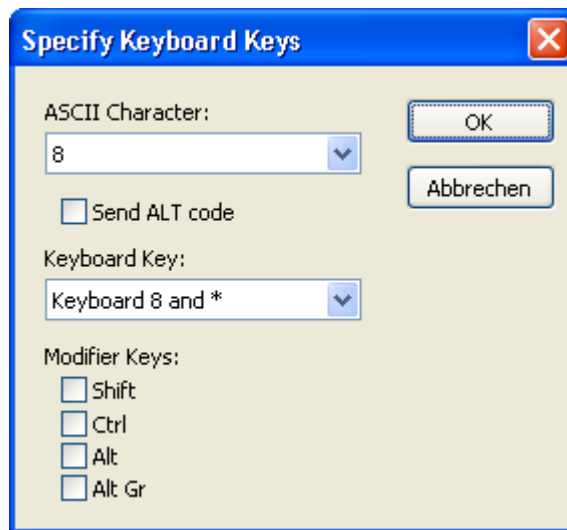 Specify Keyboard Keys
ASCII Character:
8
Send ALT code
Keyboard Key:
Keyboard 8 and *
Modifier Keys:
Shift
Ctrl
Alt
Alt Gr
OK
Abbrechen